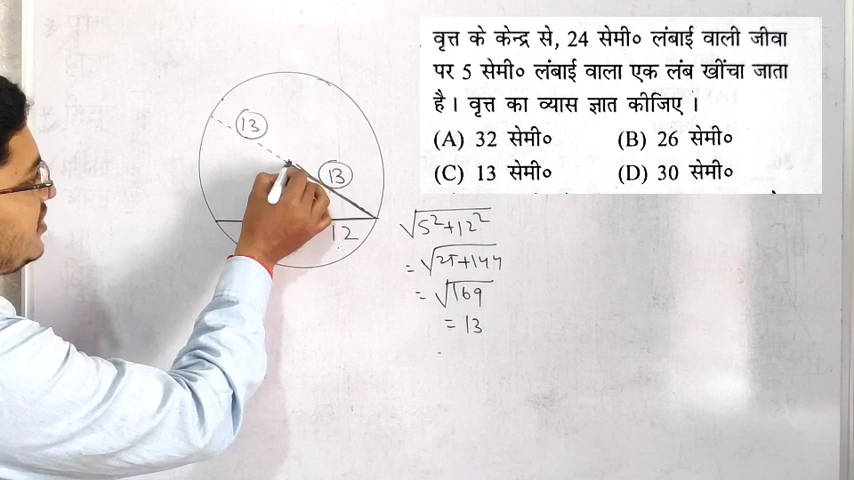 वृत्त के केन्द्र से, 24 सेमी० लंबाई वाली जीवा
पर 5 सेमी० लंबाई वाला एक लंब खींचा जाता
है। वृत्त का व्यास ज्ञात कीजिए ।
(A) 32 सेमी० (B) 26 सेमी०
(C) 13 सेमी० (D) 30 सेमी०
13
13
12
√5²+12²
= √25+144
= √169
= 13